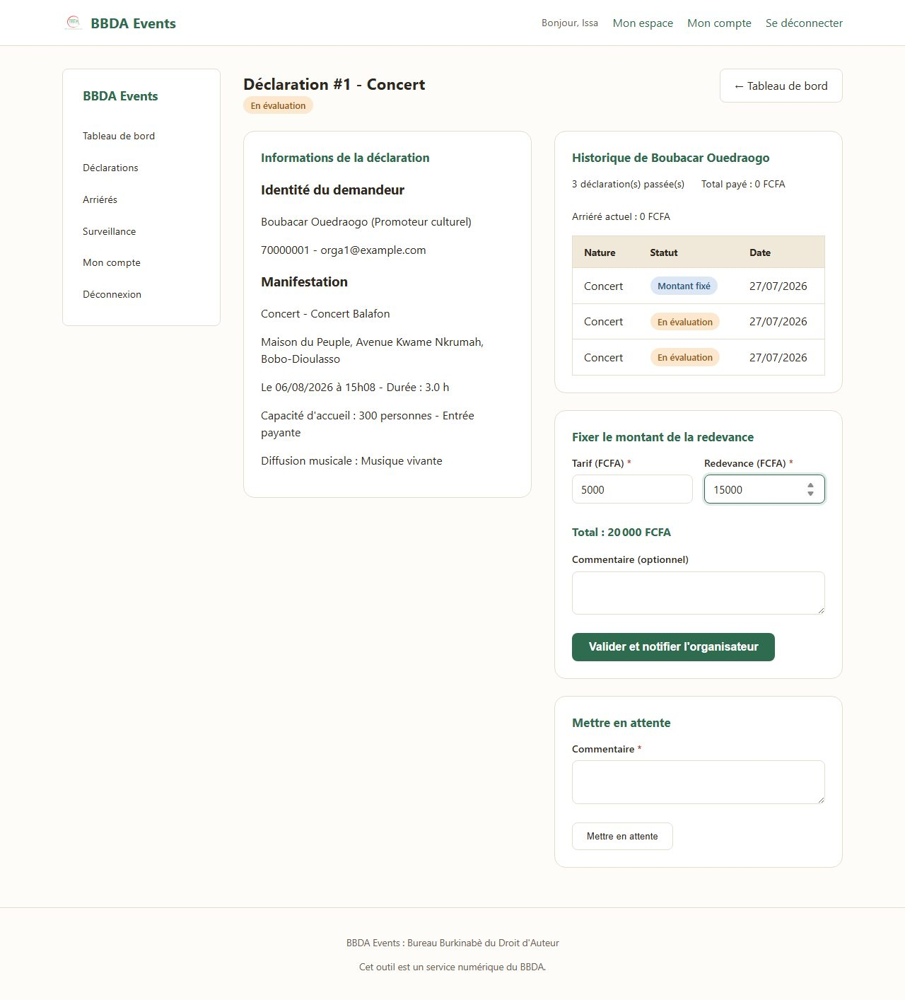 BBDA Events
Bonjour, Issa
Mon espace
Mon compte
Se déconnecter
BBDA Events
Tableau de bord
Déclarations
Arriérés
Surveillance
Mon compte
Déconnexion
Déclaration #1 - Concert
En évaluation
← Tableau de bord
Informations de la déclaration
Identité du demandeur
Boubacar Ouedraogo (Promoteur culturel)
70000001 - orga1@example.com
Manifestation
Concert - Concert Balafon
Maison du Peuple, Avenue Kwame Nkrumah,
Bobo-Dioulasso
Le 06/08/2026 à 15h08 - Durée : 3.0 h
Capacité d'accueil : 300 personnes - Entrée
payante
Diffusion musicale : Musique vivante
Historique de Boubacar Ouedraogo
3 déclaration(s) passée(s) Total payé : 0 FCFA
Arriéré actuel : 0 FCFA
Nature Statut Date
Concert Montant fixé 27/07/2026
Concert En évaluation 27/07/2026
Concert En évaluation 27/07/2026
Fixer le montant de la redevance
Tarif (FCFA) * Redevance (FCFA) *
5000 15000
Total : 20 000 FCFA
Commentaire (optionnel)
Valider et notifier l'organisateur
Mettre en attente
Commentaire *
Mettre en attente
BBDA Events : Bureau Burkinabè du Droit d'Auteur
Cet outil est un service numérique du BBDA.